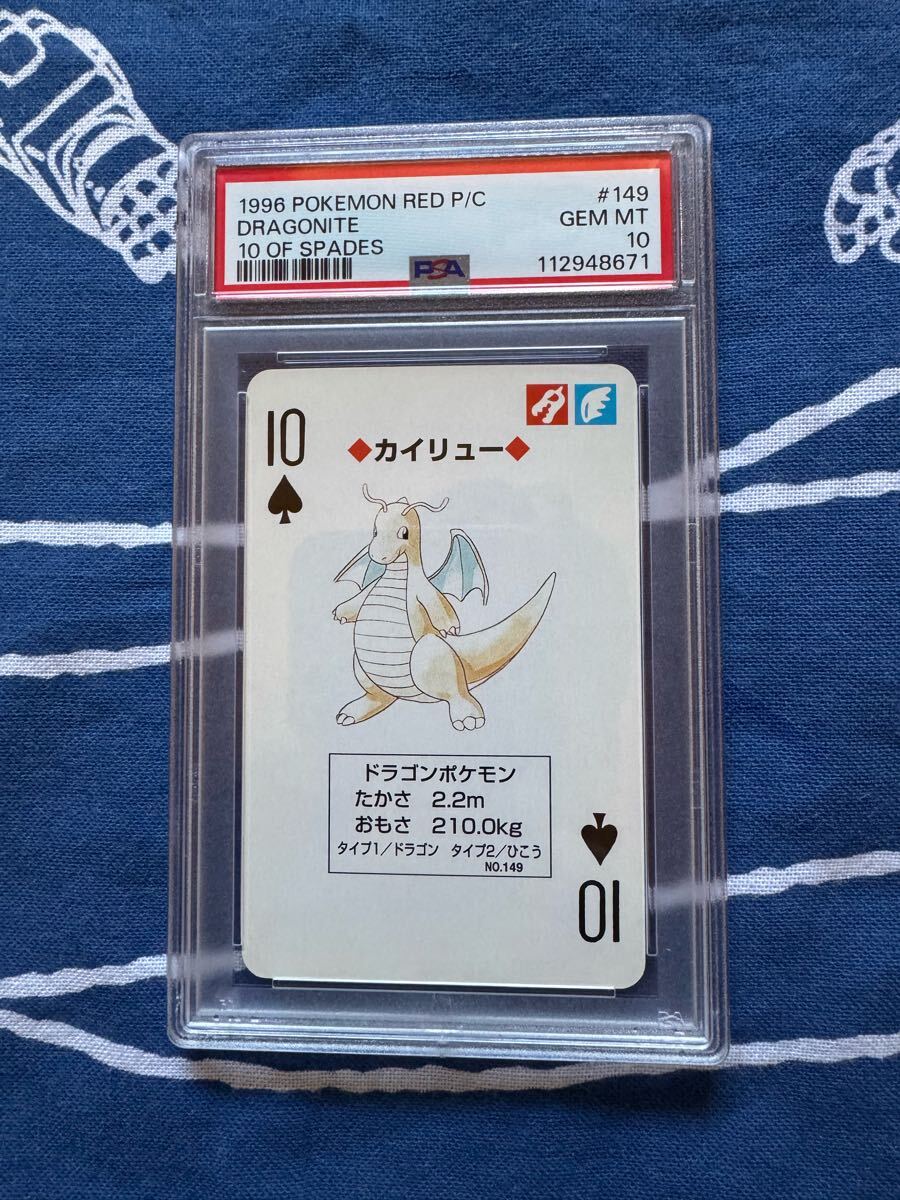 1996 POKEMON RED P/C #149
DRAGONITE GEM MT
10 OF SPADES 10
PSA 112948671
10
◆カイリュー◆
ドラゴンポケモン
たかさ 2.2m
おもさ 210.0kg
タイプ1/ドラゴン タイプ2/ひこう
NO.149
10